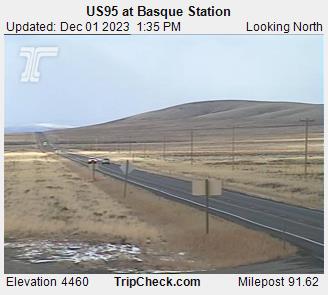 US95 at Basque Station
Updated: Dec 01 2023 1:35 PM Looking North
Elevation 4460 TripCheck.com Milepost 91.62